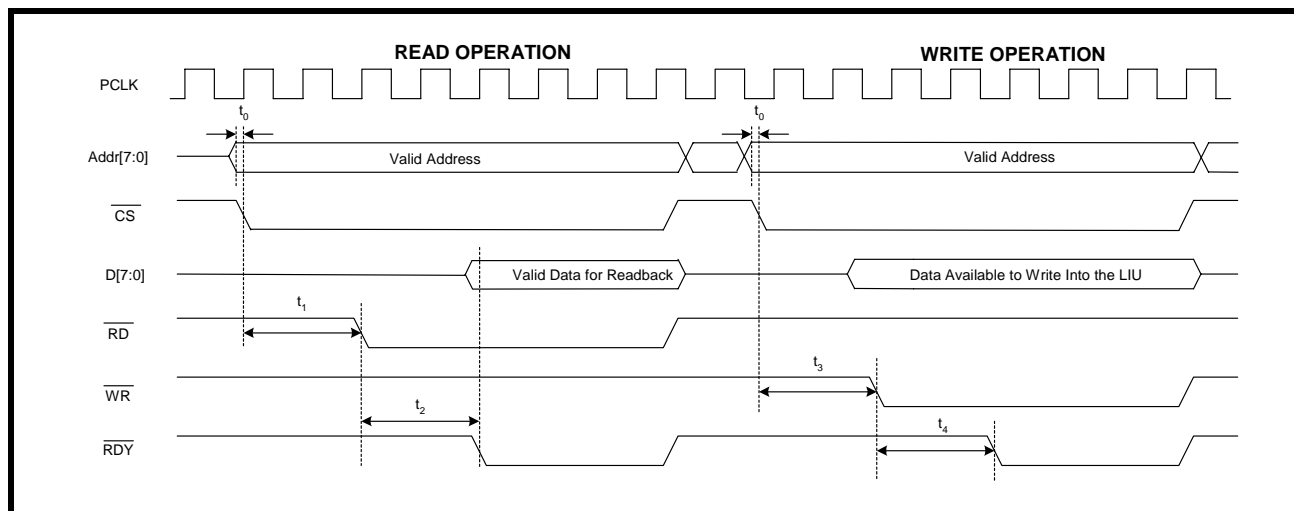 READ OPERATION WRITE OPERATION
PCLK
t0 t0
Addr[7:0] Valid Address Valid Address
CS
D[7:0] Valid Data for Readback Data Available to Write Into the LIU
t1
RD
t3
WR
t2 t4
RDY